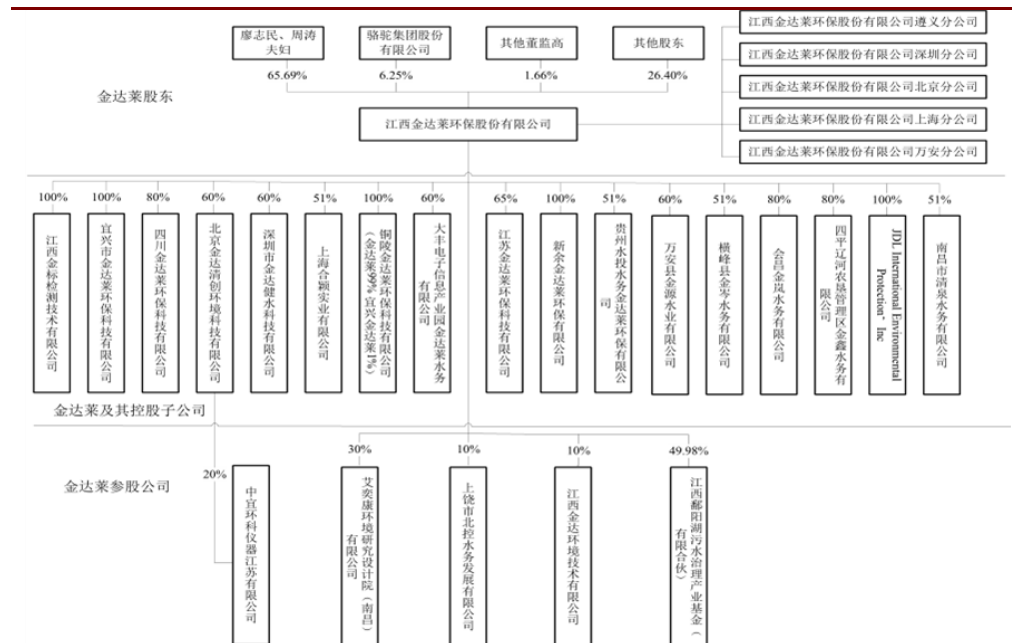 廖志民、周涛
夫妇
骆驼集团股份
有限公司
其他董监高
其他股东
65.69%
6.25%
1.66%
26.40%
江西金达莱环保股份有限公司遵义分公司
江西金达莱环保股份有限公司深圳分公司
江西金达莱环保股份有限公司北京分公司
江西金达莱环保股份有限公司上海分公司
江西金达莱环保股份有限公司万安分公司
金达莱股东
江西金达莱环保股份有限公司
100%
100%
80%
60%
60%
51%
100%
60%
65%
100%
51%
60%
51%
80%
80%
100%
51%
江西金标检测技术有限公司
宜兴市金达莱环保科技有限公司
四川金达莱环保科技有限公司
北京金达清创环境科技有限公司
深圳市金达健水科技有限公司
上海合颖实业有限公司
铜陵金达莱环保科技有限公司
（金达莱99% 宜兴金达莱1%）
大丰电子信息产业园金达莱水务
有限公司
江苏金达莱环保科技有限公司
新余金达莱环保有限公司
贵州水投水务金达莱环保有限公
司
万安县金源水业有限公司
横峰县金岑水务有限公司
会昌金岚水务有限公司
四平辽河农垦管理区金鑫水务有
限公司
JDL International Environmental
Protection，Inc
南昌市清泉水务有限公司
金达莱及其控股子公司
金达莱参股公司
20%
30%
10%
10%
49.98%
中宜环科仪器江苏有限公司
艾奕康环境研究设计院（南昌）
有限公司
上饶市北控水务发展有限公司
江西金达环境技术有限公司
江西鄱阳湖污水治理产业基金（
有限合伙）